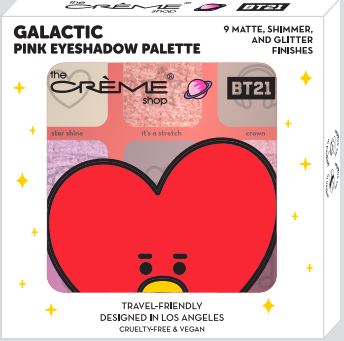 the CRÈME shop BT21
GALACTIC
PINK EYESHADOW PALETTE
9 MATTE, SHIMMER,
AND GLITTER
FINISHES
the
CRÈME®
shop
BT21
star shine
it's a stretch
crown
TRAVEL-FRIENDLY
DESIGNED IN LOS ANGELES
CRUELTY-FREE & VEGAN